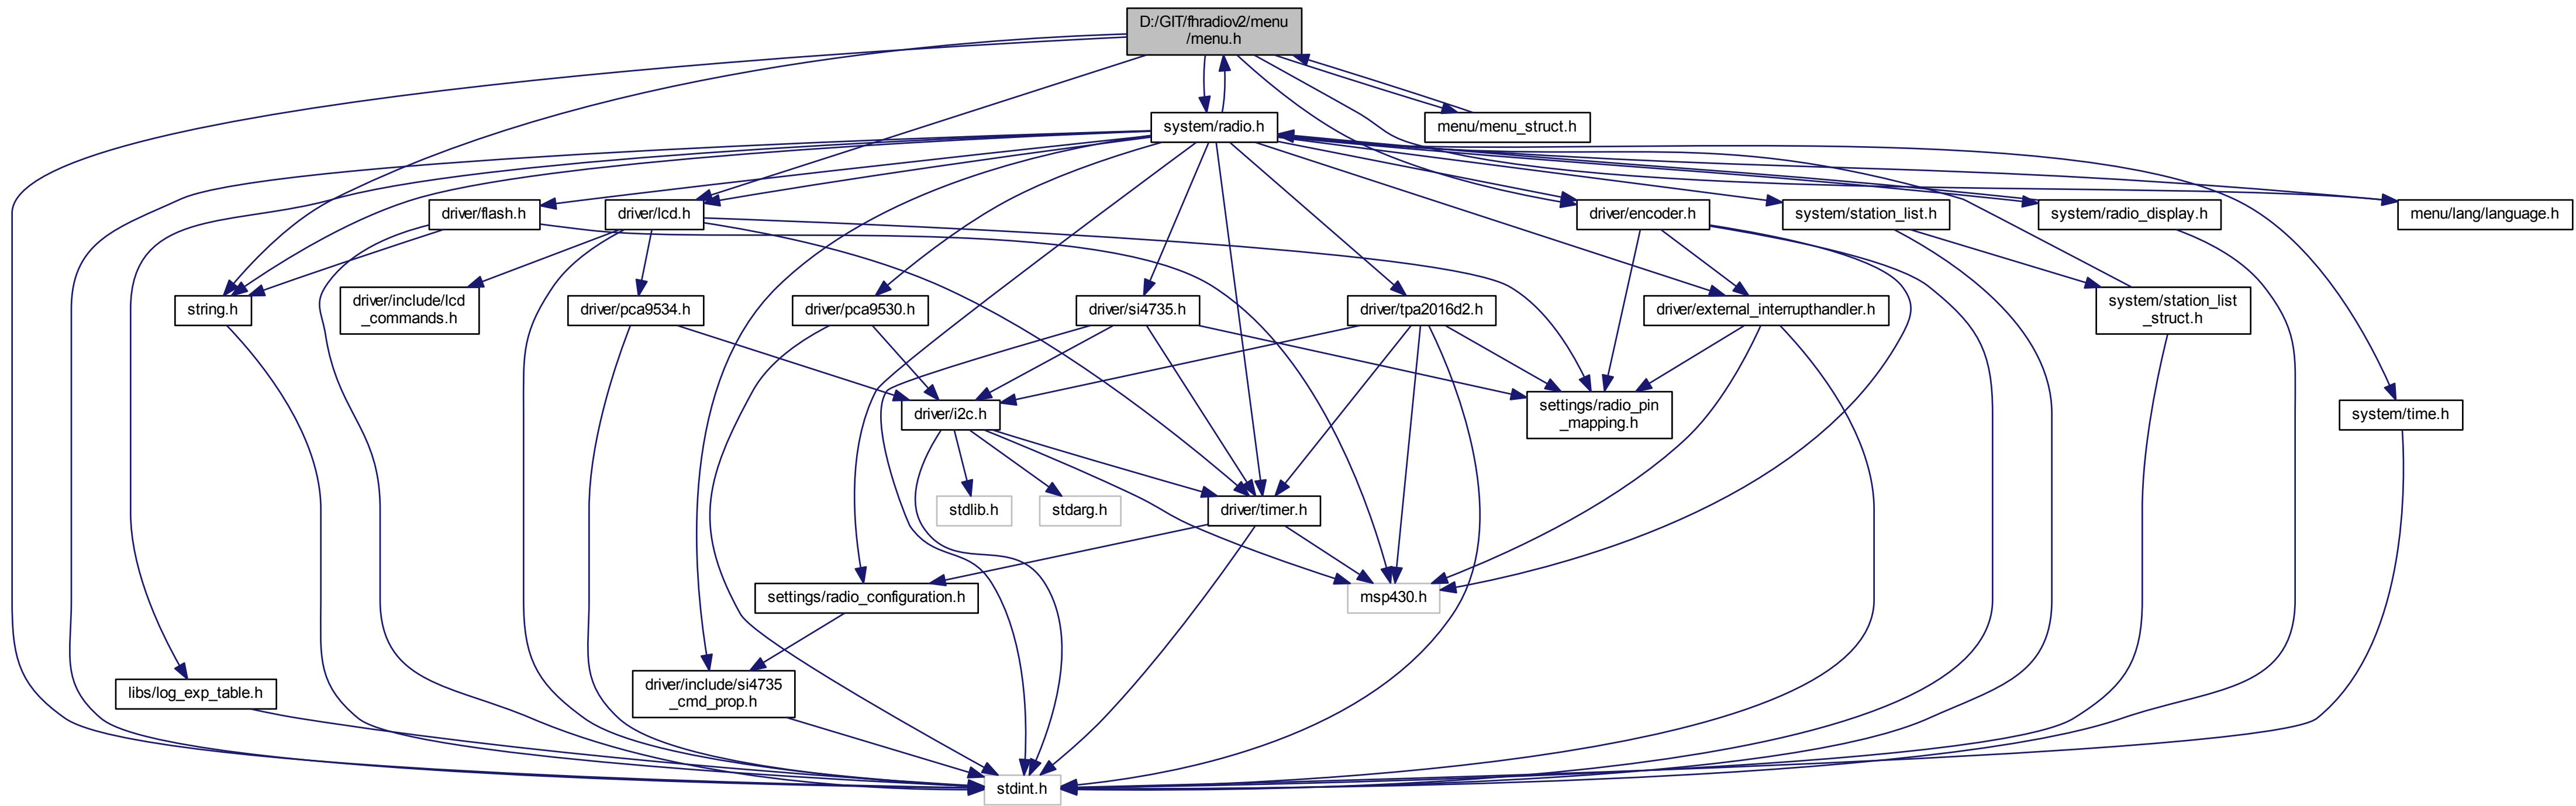 D:/GIT/fhradiov2/menu
/menu.h
system/radio.h
menu/menu_struct.h
driver/flash.h
driver/lcd.h
driver/encoder.h
system/station_list.h
system/radio_display.h
menu/lang/language.h
string.h
driver/include/lcd
_commands.h
driver/pca9534.h
driver/pca9530.h
driver/si4735.h
driver/tpa2016d2.h
driver/external_interrupthandler.h
system/station_list
_struct.h
driver/i2c.h
settings/radio_pin
_mapping.h
system/time.h
stdlib.h
stdarg.h
driver/timer.h
settings/radio_configuration.h
msp430.h
libs/log_exp_table.h
driver/include/si4735
_cmd_prop.h
stdint.h